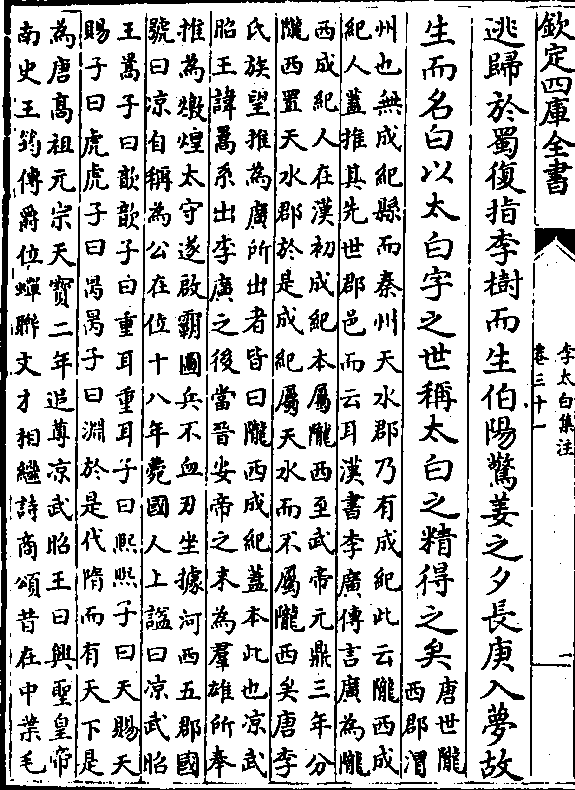 欽定四庫全書
李太白集注
卷三十一
二
逃歸於蜀復指李樹而生伯陽驚姜之夕長庚入夢故
生而名白以太白字之世稱太白之精得之矣
唐世隴
西郡渭
州也無成紀縣而秦州天水郡乃有成紀此云隴西成
紀人蓋推其先世郡邑而云耳漢書李廣傳言廣為隴
西成紀人在漢初成紀本屬隴西至武帝元鼎三年分
隴西置天水郡於是成紀屬天水而不屬隴西矣唐李
氏族望推為廣所出者皆曰隴西成紀蓋本此也凉武
昭王諱暠系出李廣之後當晉安帝之末為羣雄所奉
推為燉煌太守遂啟霸圖兵不血刃坐據河西五郡國
號曰凉自稱為公在位十八年薨國人上諡曰凉武昭
王暠子曰歆歆子曰重耳重耳子曰熙熙子曰天賜天
賜子曰虎虎子曰昺昺子曰淵於是代隋而有天下是
為唐高祖元宗天寶二年追尊凉武昭王曰興聖皇帝
南史王筠傳爵位蟬聯文才相繼詩商頌昔在中葉毛